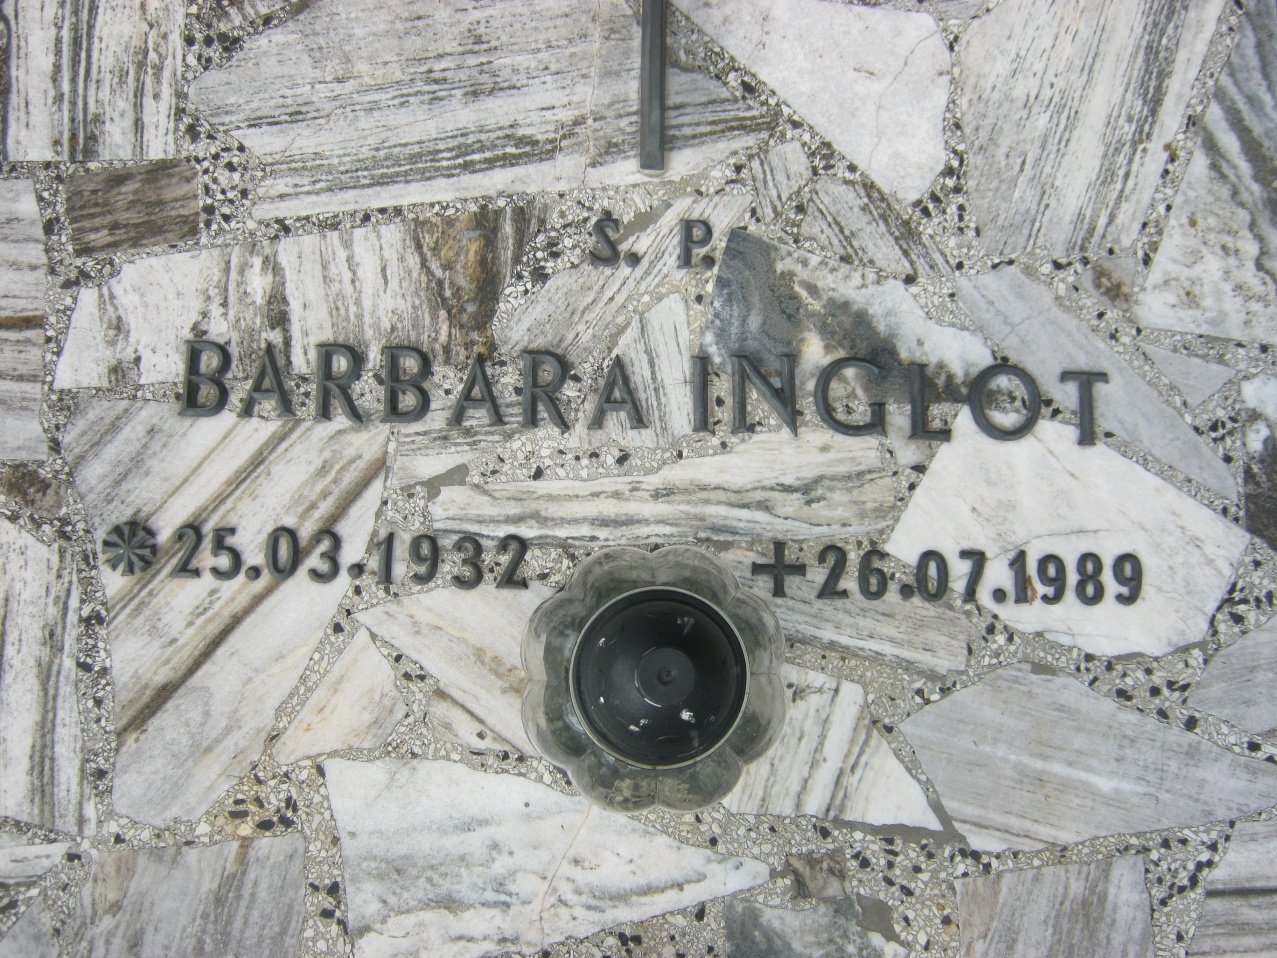 S.P.
BARBARA INGLOT
*25.03.1932 +26.07.1989